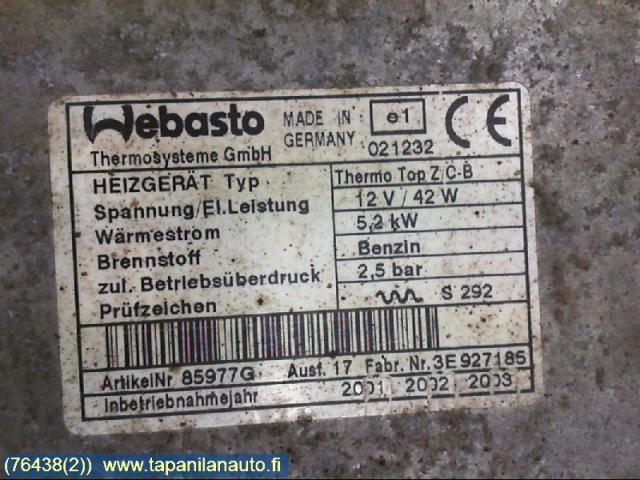 Webasto
Thermosysteme GmbH
MADE IN
GERMANY
e1
021232
CE
HEIZGERÄT Typ Thermo Top Z/C-B
Spannung/El.Leistung 12 V / 42 W
Wärmestrom 5,2 kW
Brennstoff Benzin
zul. Betriebsüberdruck 2,5 bar
Prüfzeichen S 292
ArtikelNr 85977G Ausf. 17 Fabr. Nr. 3E 927185
Inbetriebnahmejahr 2001 2002 2003
(76438(2)) www.tapanilanauto.fi